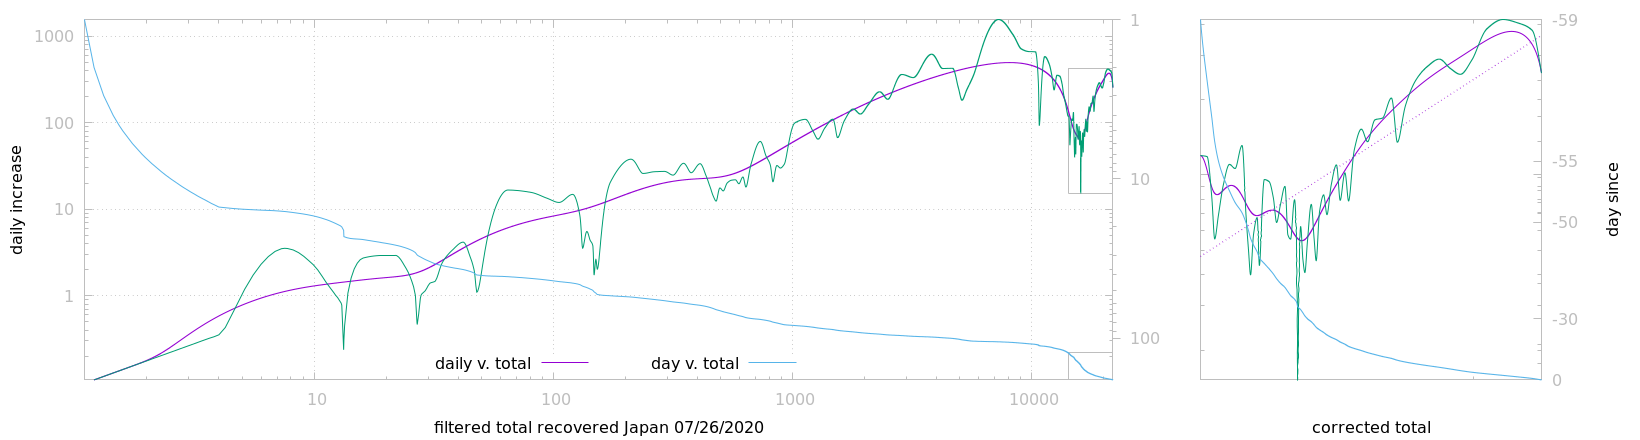 daily increase
1000
100
10
1
10
100
1000
10000
1
10
100
daily v. total
day v. total
filtered total recovered Japan 07/26/2020
-59
-55
-50
-30
0
day since
corrected total